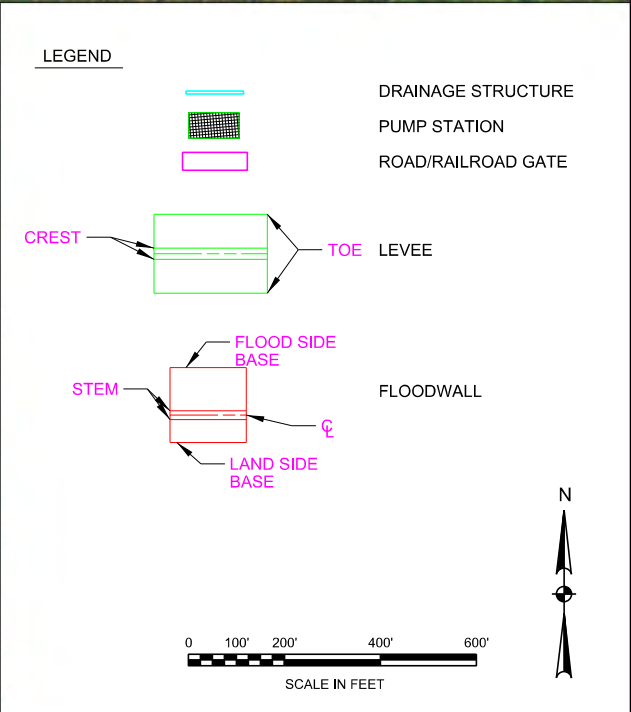 LEGEND
DRAINAGE STRUCTURE
PUMP STATION
ROAD/RAILROAD GATE
CREST
TOE
LEVEE
FLOOD SIDE
BASE
STEM
FLOODWALL
℄
LAND SIDE
BASE
N
0 100' 200' 400' 600'
SCALE IN FEET